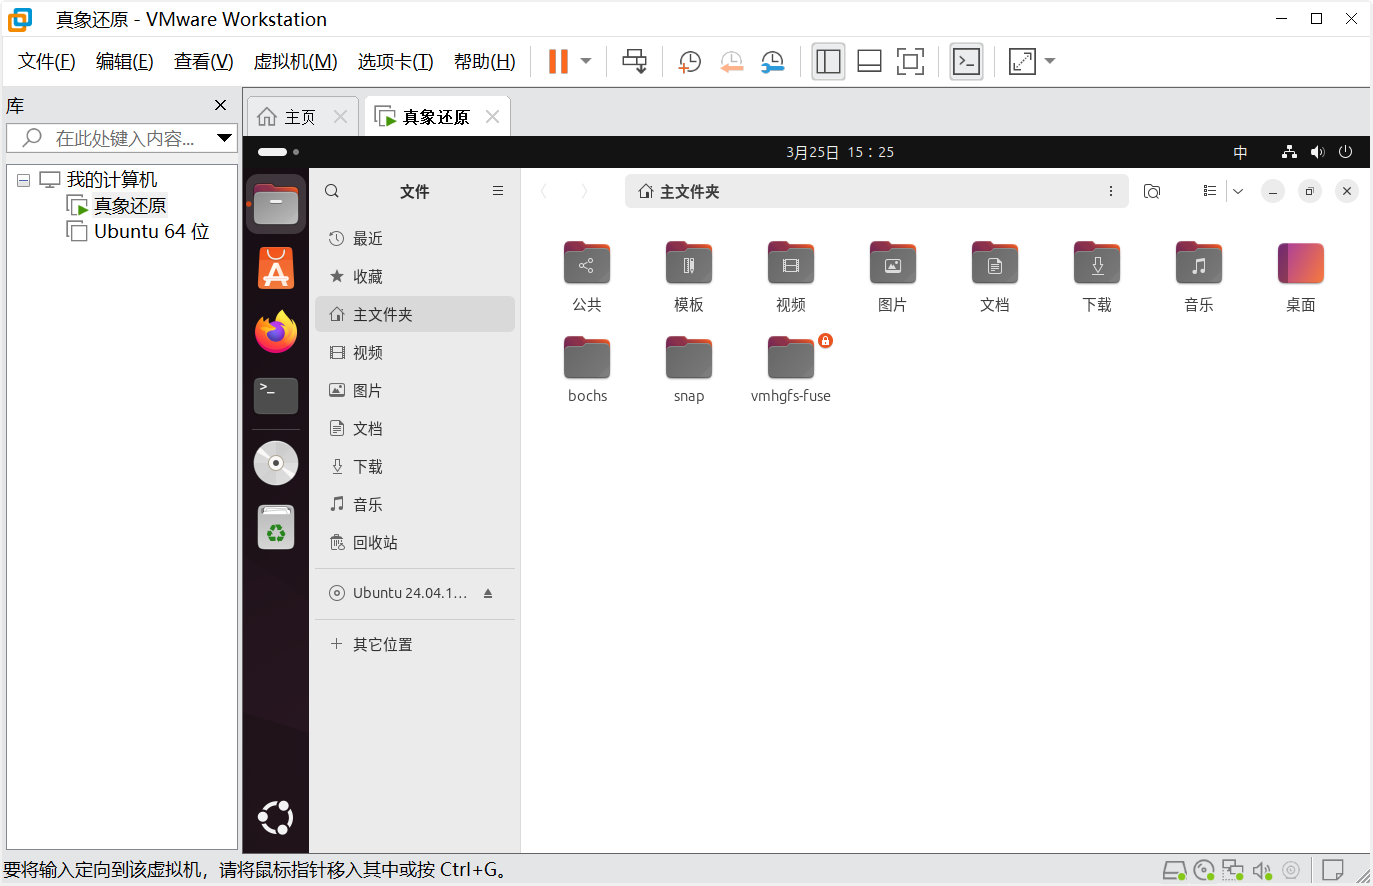 真象还原 - VMware Workstation
文件(F) 编辑(E) 查看(V) 虚拟机(M) 选项卡(T) 帮助(H)
库
在此处键入内容...
我的计算机
真象还原
Ubuntu 64 位
主页
真象还原
3月25日 15：25
中
文件
主文件夹
最近
收藏
主文件夹
视频
图片
文档
下载
音乐
回收站
Ubuntu 24.04.1...
其它位置
公共 模板 视频 图片 文档 下载 音乐 桌面
bochs snap vmhgfs-fuse
要将输入定向到该虚拟机，请将鼠标指针移入其中或按 Ctrl+G。